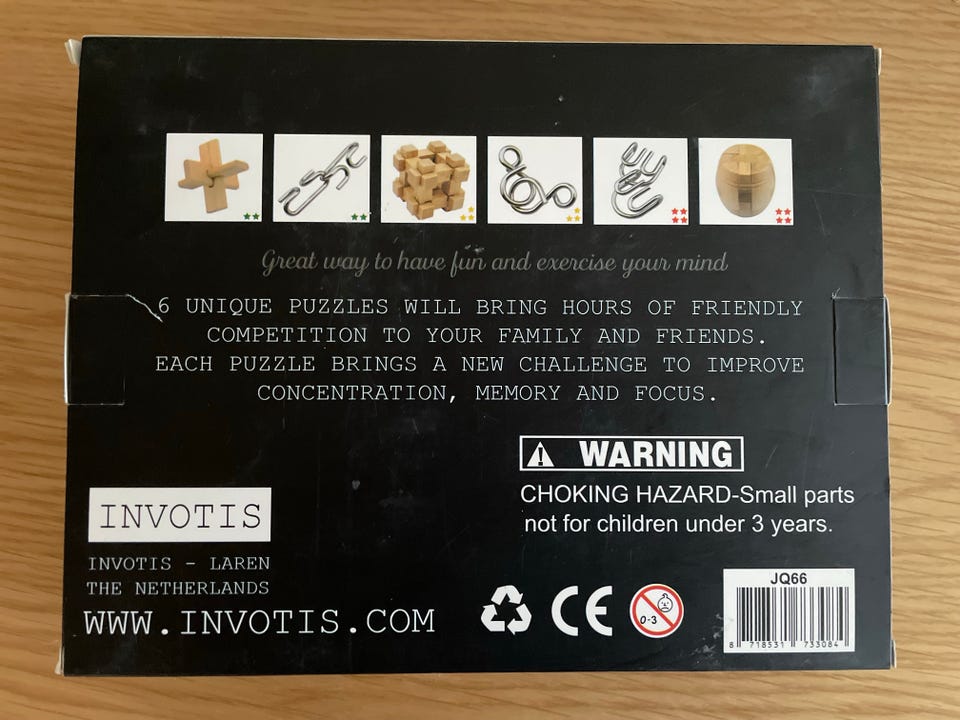 Great way to have fun and exercise your mind
6 UNIQUE PUZZLES WILL BRING HOURS OF FRIENDLY
COMPETITION TO YOUR FAMILY AND FRIENDS.
EACH PUZZLE BRINGS A NEW CHALLENGE TO IMPROVE
CONCENTRATION, MEMORY AND FOCUS.
WARNING
CHOKING HAZARD-Small parts
not for children under 3 years.
INVOTIS
INVOTIS - LAREN
THE NETHERLANDS
WWW.INVOTIS.COM
CE
0-3
JQ66
8 718531 733084